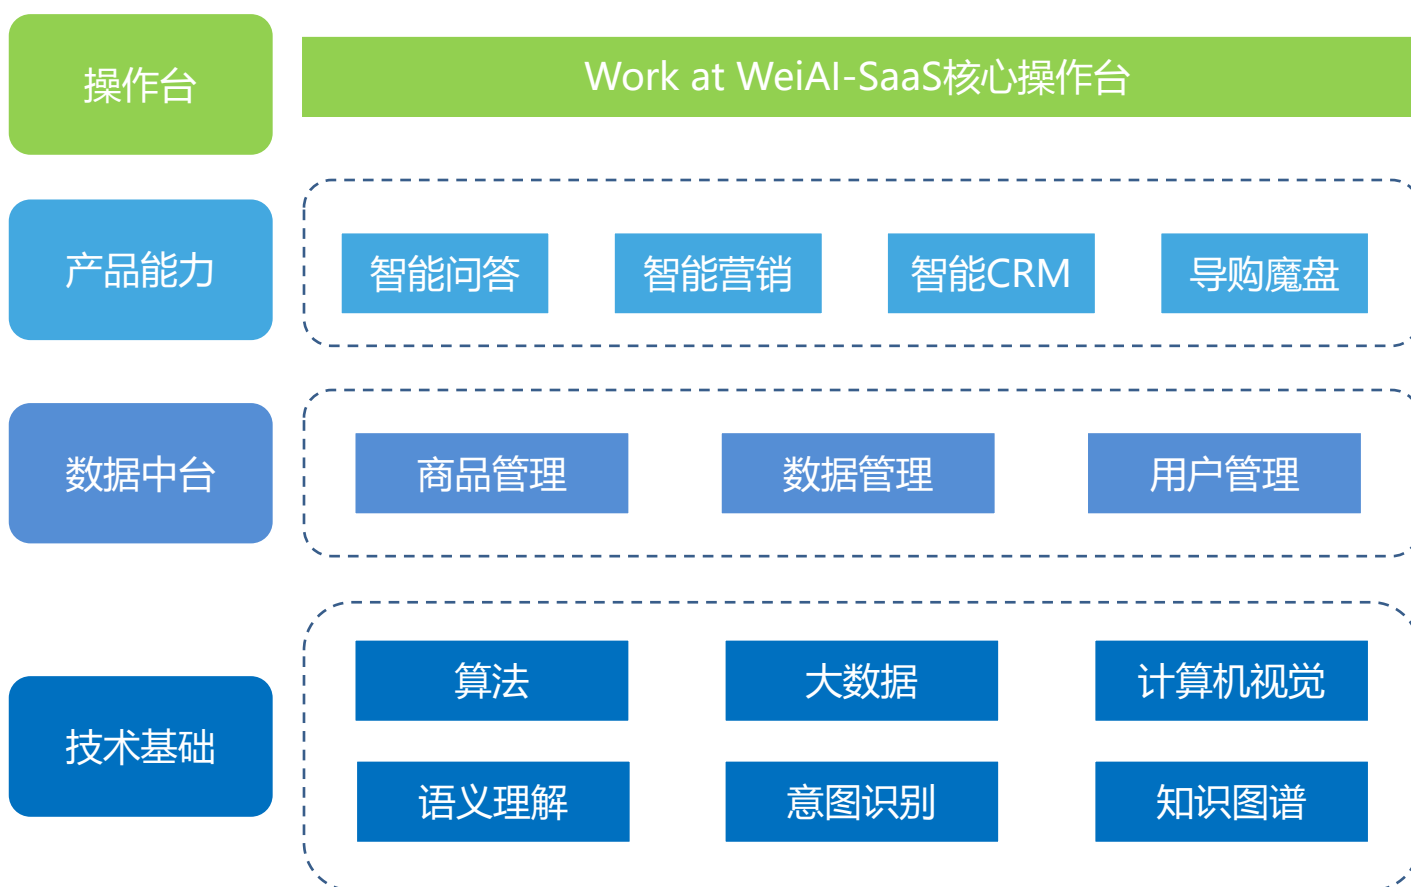 操作台
Work at WeiAI-SaaS核心操作台
产品能力
智能问答
智能营销
智能CRM
导购魔盘
数据中台
商品管理
数据管理
用户管理
技术基础
算法
大数据
计算机视觉
语义理解
意图识别
知识图谱